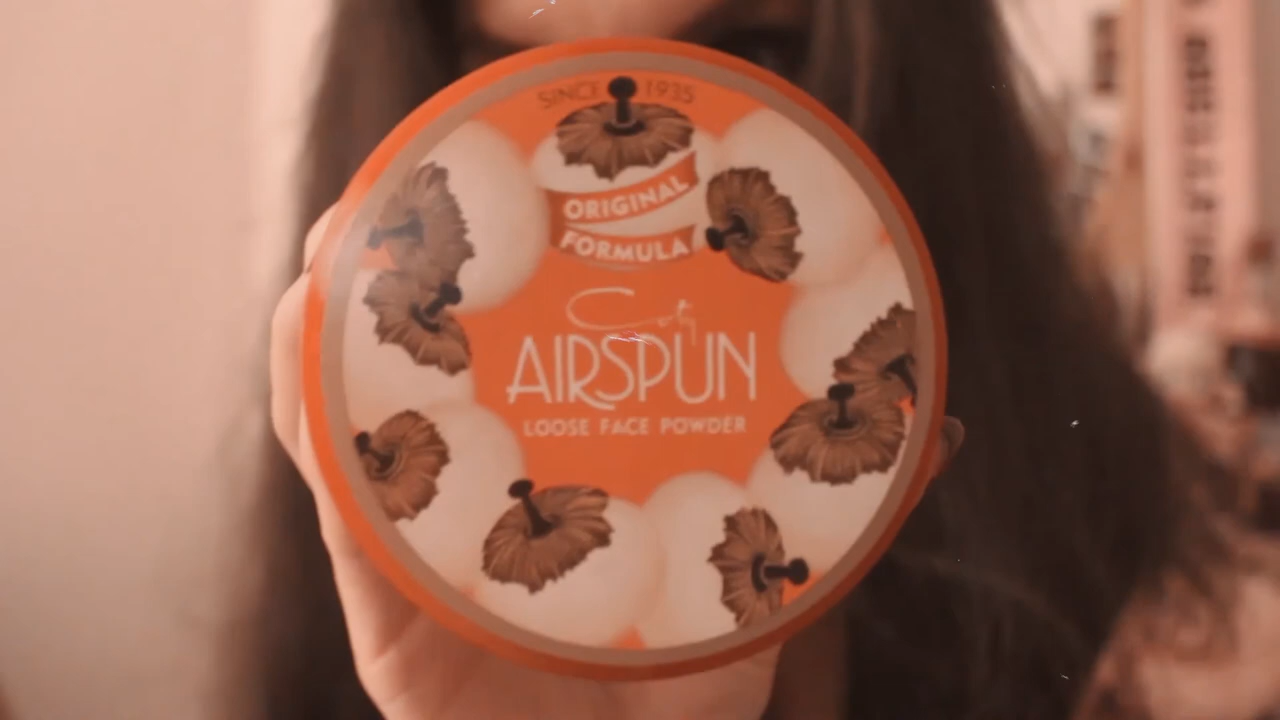 SINCE 1935
ORIGINAL
FORMULA
Coty
AIRSPUN
LOOSE FACE POWDER